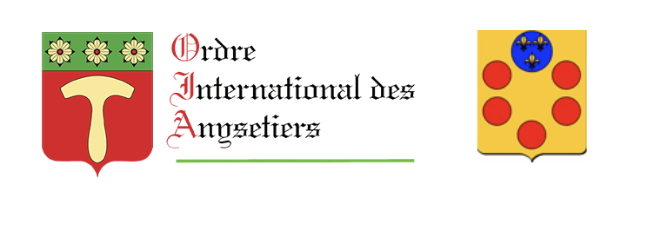 Ordre
International des
Anysetiers